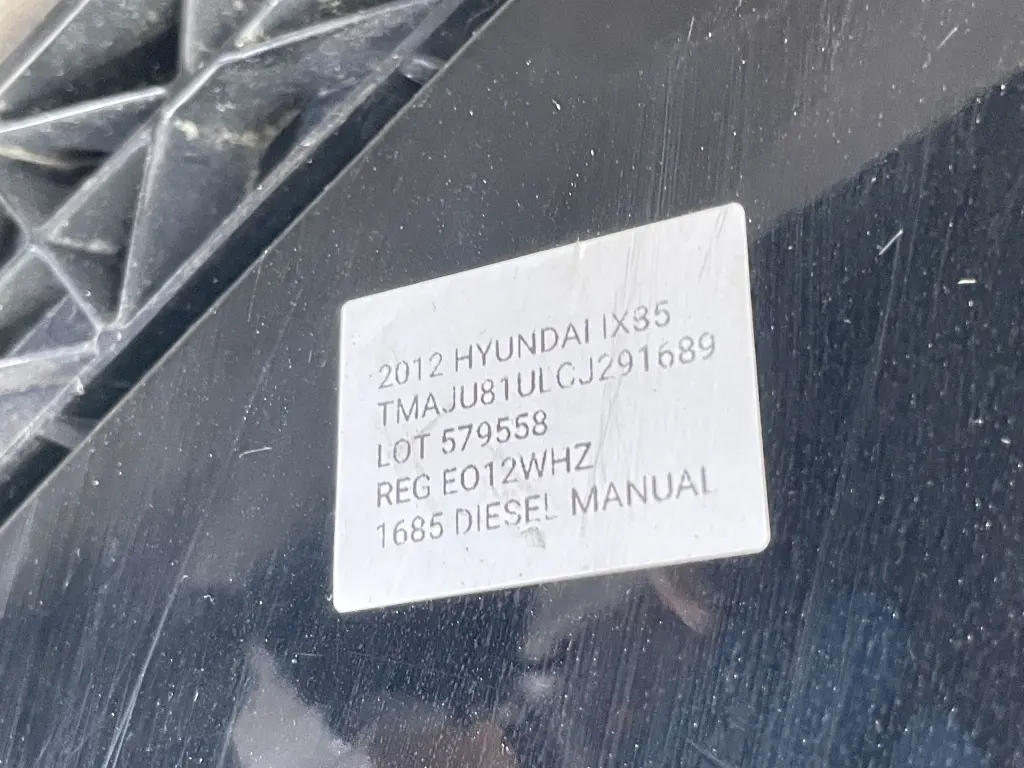 2012 HYUNDAI IX35
TMAJU81ULCJ291689
LOT 579558
REG EO12WHZ
1685 DIESEL MANUAL